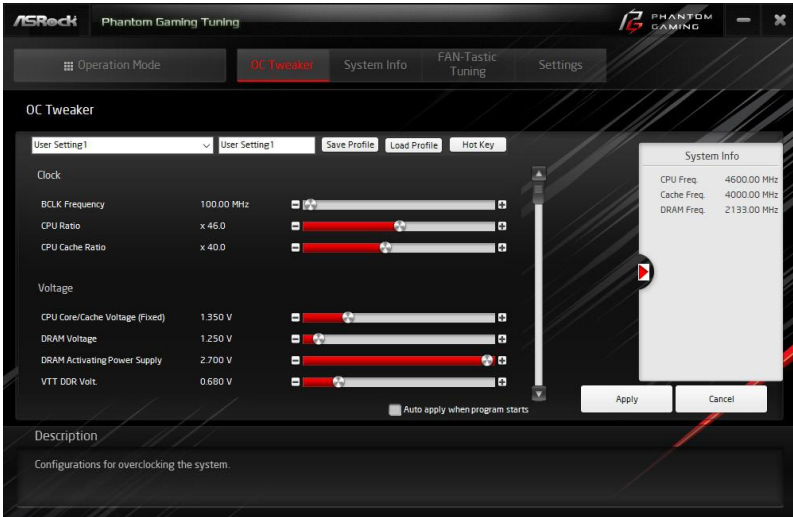 ASRock
Phantom Gaming Tuning
PHANTOM
GAMING
Operation Mode
OC Tweaker
System Info
FAN-Tastic
Tuning
Settings
OC Tweaker
User Setting1
User Setting1
Save Profile
Load Profile
Hot Key
Clock
BCLK Frequency 100.00 MHz
CPU Ratio x 46.0
CPU Cache Ratio x 40.0
Voltage
CPU Core/Cache Voltage (Fixed) 1.350 V
DRAM Voltage 1.250 V
DRAM Activating Power Supply 2.700 V
VTT DDR Volt. 0.680 V
Auto apply when program starts
System Info
CPU Freq. 4600.00 MHz
Cache Freq. 4000.00 MHz
DRAM Freq. 2133.00 MHz
Apply
Cancel
Description
Configurations for overclocking the system.